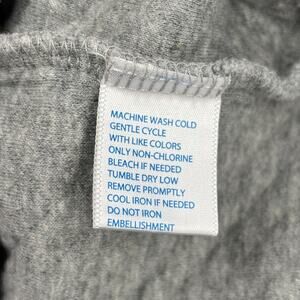 MACHINE WASH COLD
GENTLE CYCLE
WITH LIKE COLORS
ONLY NON-CHLORINE
BLEACH IF NEEDED
TUMBLE DRY LOW
REMOVE PROMPTLY
COOL IRON IF NEEDED
DO NOT IRON
EMBELLISHMENT